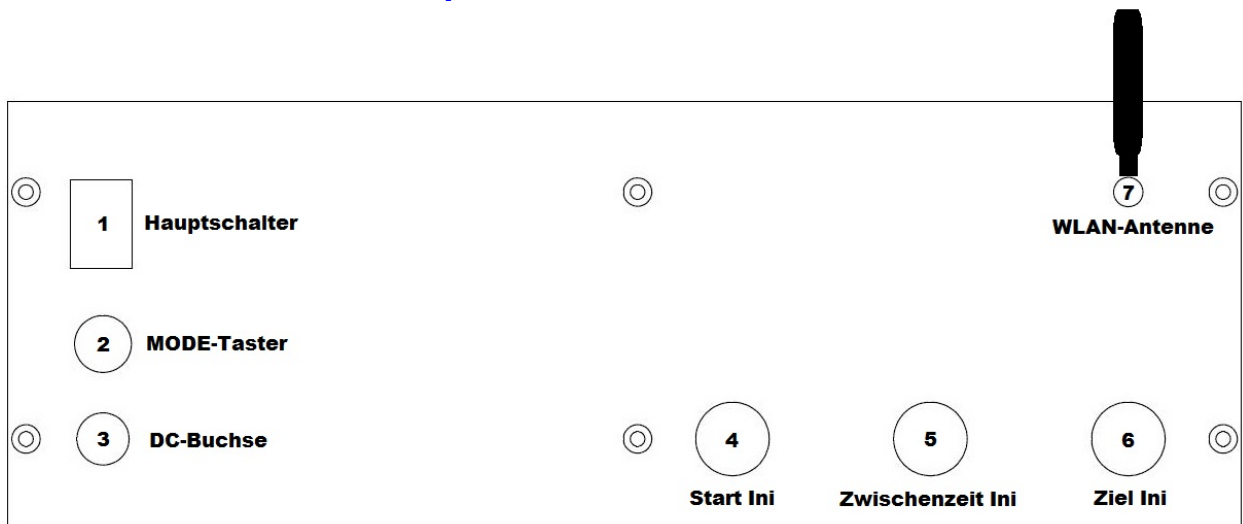 7
WLAN-Antenne
1 Hauptschalter
2 MODE-Taster
3 DC-Buchse
4 5 6
Start Ini Zwischenzeit Ini Ziel Ini